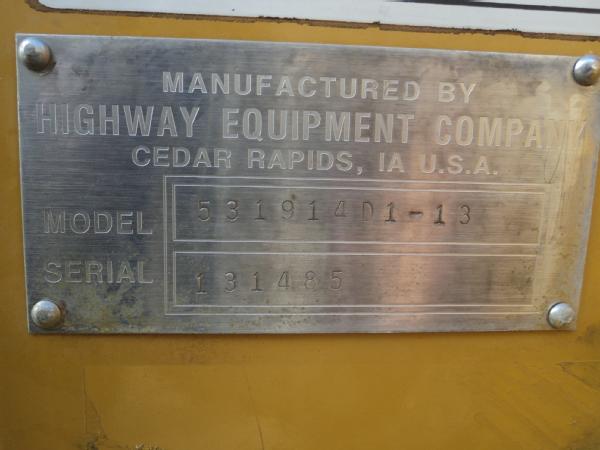 MANUFACTURED BY
HIGHWAY EQUIPMENT COMPANY
CEDAR RAPIDS, IA U.S.A.
MODEL 531914D1-13
SERIAL 131485